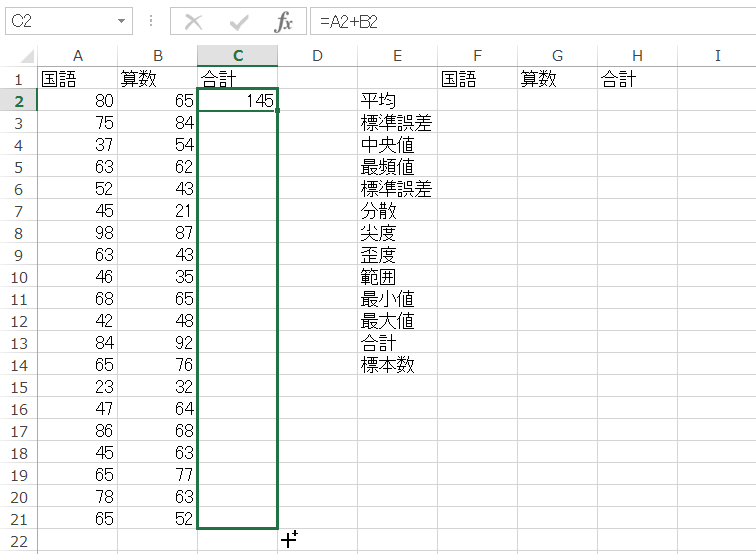 C2 fx =A2+B2
A B C D E F G H I
1 国語 算数 合計 国語 算数 合計
2 80 65 145 平均
3 75 84 標準誤差
4 37 54 中央値
5 63 62 最頻値
6 52 43 標準誤差
7 45 21 分散
8 98 87 尖度
9 63 43 歪度
10 46 35 範囲
11 68 65 最小値
12 42 48 最大値
13 84 92 合計
14 65 76 標本数
15 23 32
16 47 64
17 86 68
18 45 63
19 65 77
20 78 63
21 65 52
22